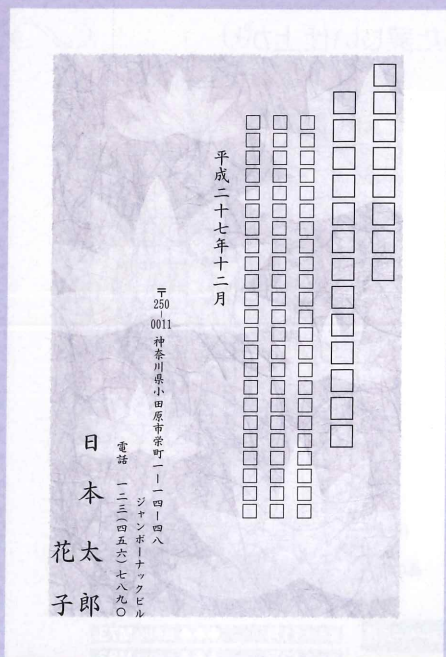 □□□□□□□□
□□□□□□□□□□□□□
□□□□□□□□□□□□□□□□□□□□□□□
□□□□□□□□□□□□□□□□□□□□□□□
□□□□□□□□□□□□□□□□□□□□□□□
平成二十七年十二月
〒250-0011 神奈川県小田原市栄町一ー一四ー四八
ジャンボーナックビル
電話 一二三(四五六)七八九〇
日本太郎
花子